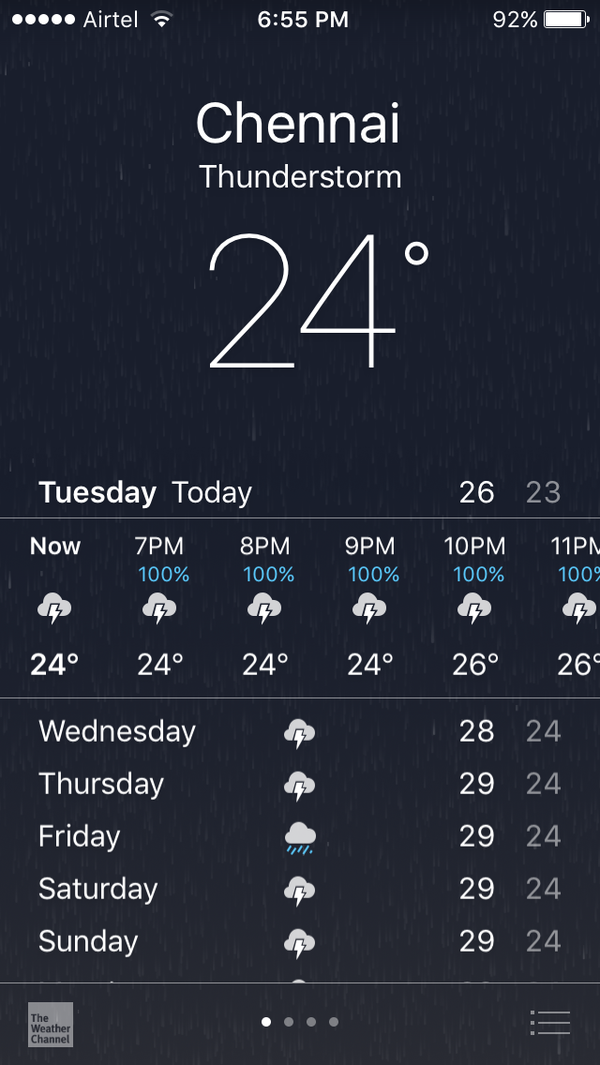 Airtel 6:55 PM 92%
Chennai
Thunderstorm
24°
Tuesday Today 26 23
Now 7PM 8PM 9PM 10PM 11PM
100% 100% 100% 100% 100%
24° 24° 24° 24° 26° 26°
Wednesday 28 24
Thursday 29 24
Friday 29 24
Saturday 29 24
Sunday 29 24
The
Weather
Channel